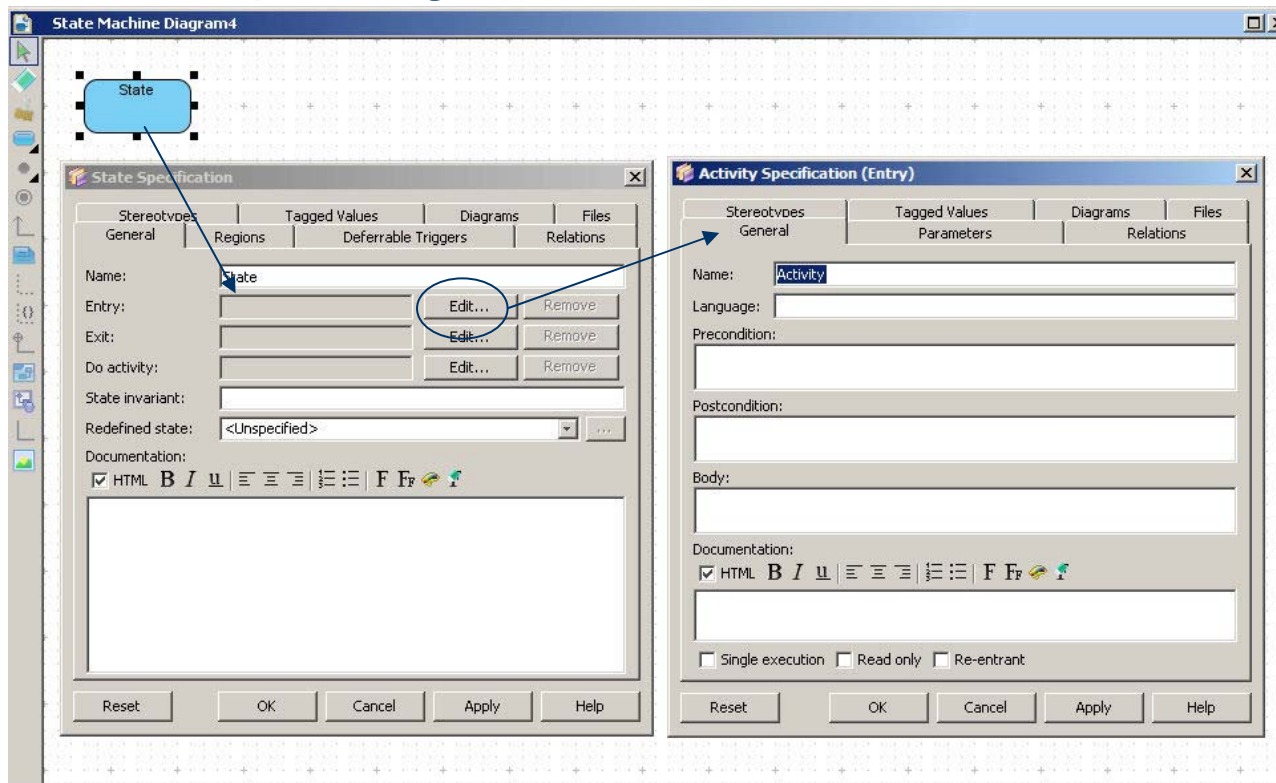 State Machine Diagram4
State
State Specification
Stereotypes Tagged Values Diagrams Files
General Regions Deferrable Triggers Relations
Name: State
Entry: Edit... Remove
Exit: Edit... Remove
Do activity: Edit... Remove
State invariant:
Redefined state: <Unspecified> ...
Documentation:
HTML B I u F FF
Reset OK Cancel Apply Help
Activity Specification (Entry)
Stereotypes Tagged Values Diagrams Files
General Parameters Relations
Name: Activity
Language:
Precondition:
Postcondition:
Body:
Documentation:
HTML B I u F FF
Single execution Read only Re-entrant
Reset OK Cancel Apply Help